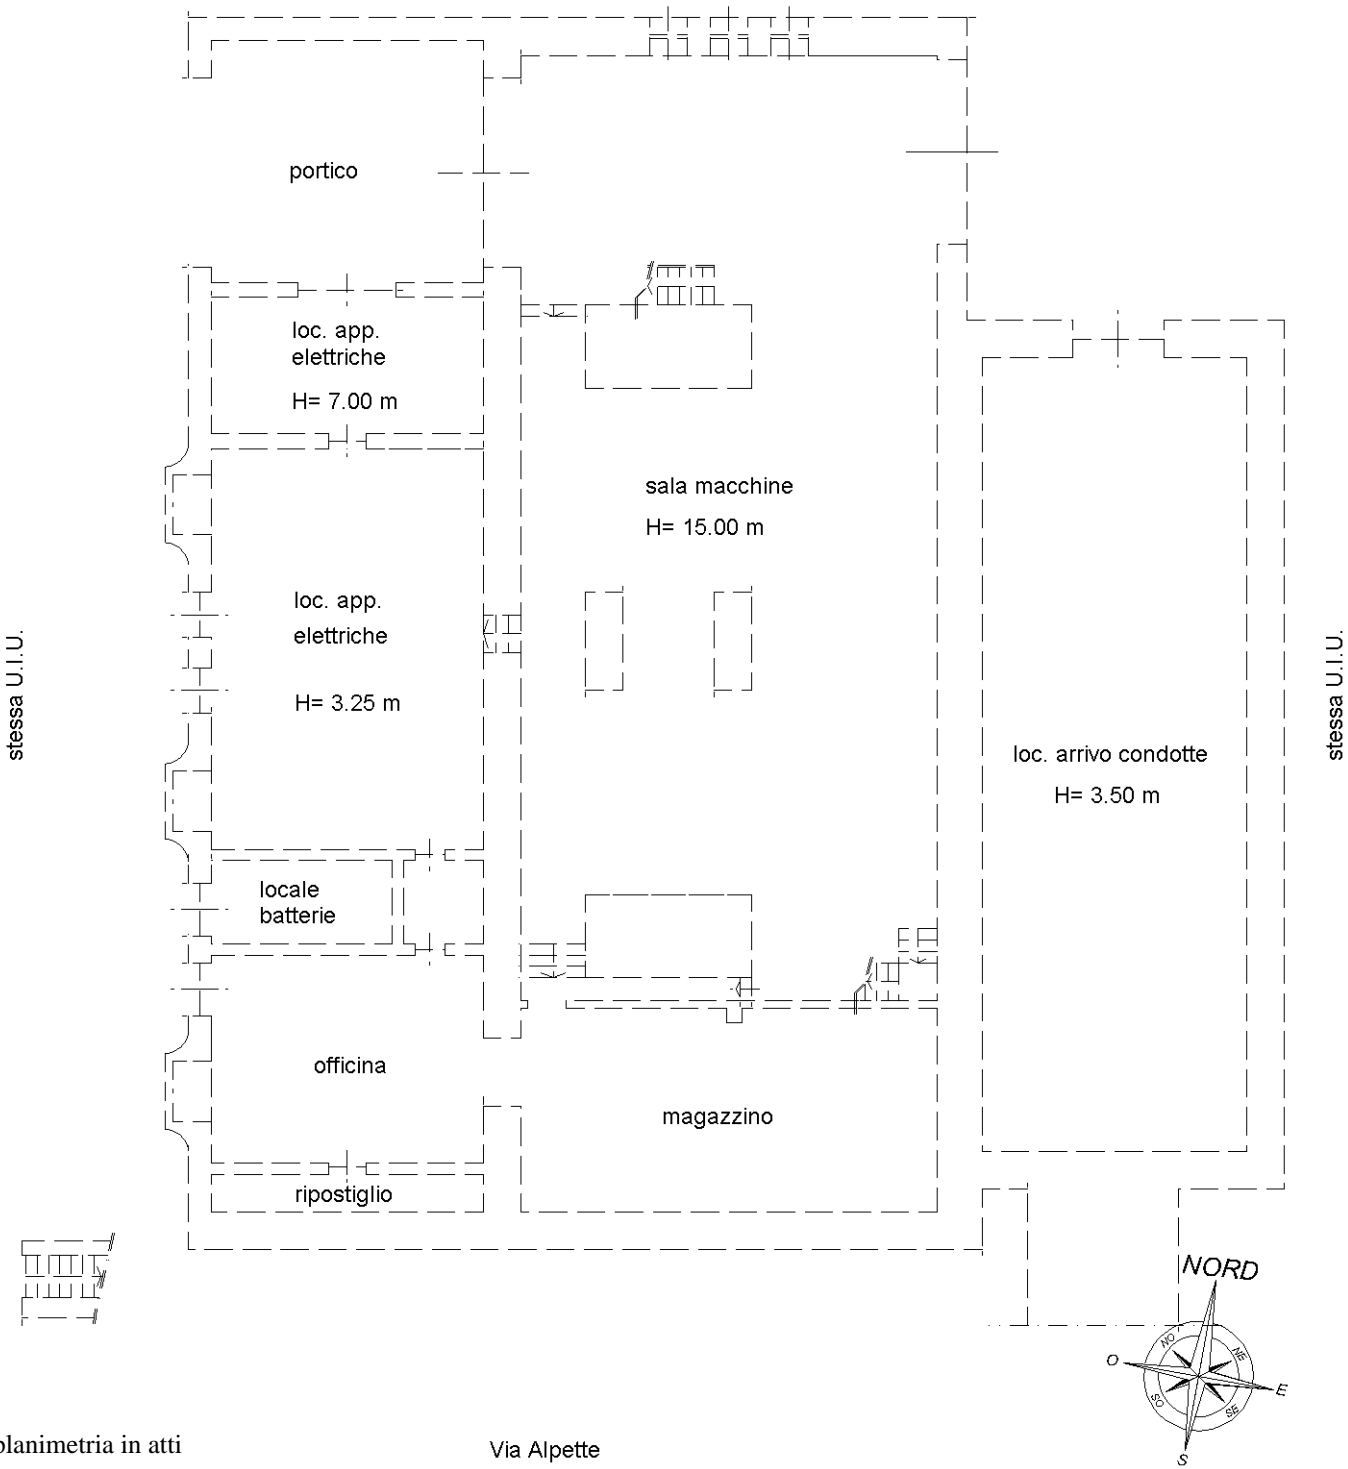 portico
loc. app.
elettriche
H= 7.00 m
sala macchine
H= 15.00 m
loc. app.
elettriche
H= 3.25 m
stessa U.I.U.
stessa U.I.U.
loc. arrivo condotte
H= 3.50 m
locale
batterie
officina
magazzino
ripostiglio
NORD
NO
NE
O
E
SO
SE
S
planimetria in atti
Via Alpette